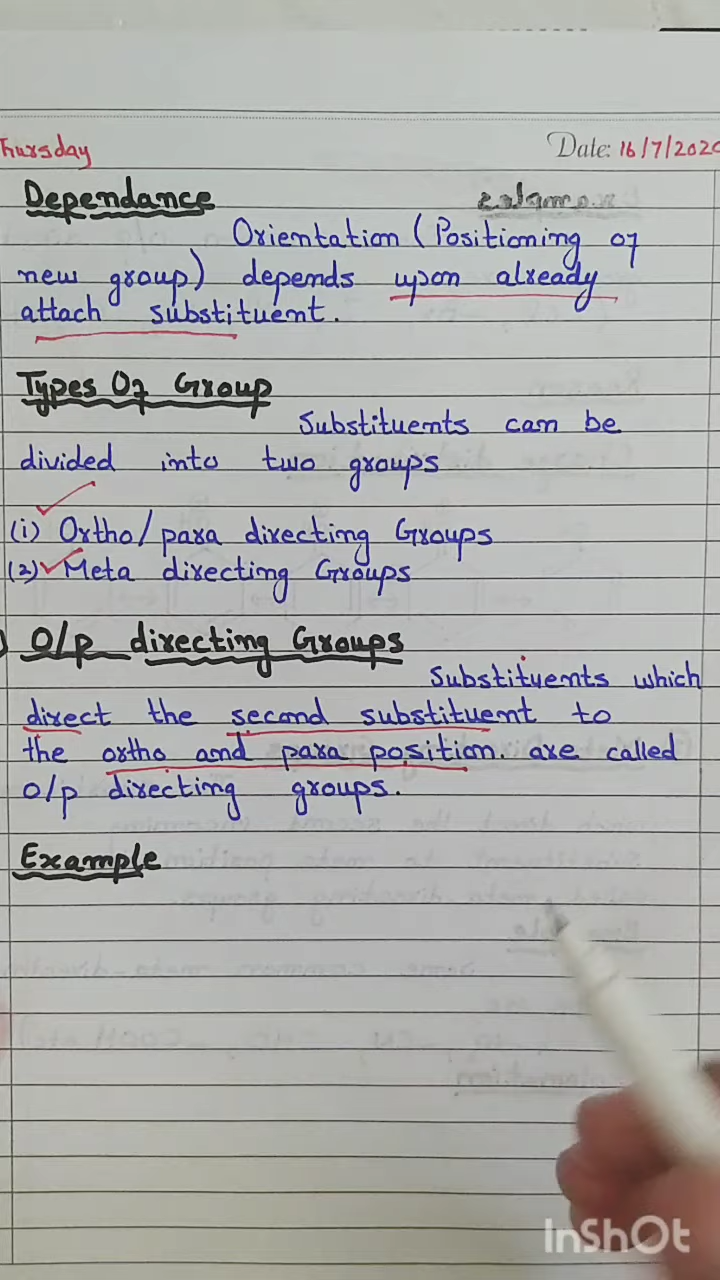 Thursday
Date: 16/7/2020
Dependance
Orientation (Positioning of
new group) depends upon already
attach substituent.
Types Of Group
Substituents can be
divided into two groups
(i) Ortho/para directing Groups
(2) Meta directing Groups
) O/p directing Groups
Substituents which
direct the second substituent to
the ortho and para position. are called
o/p directing groups.
Example
InShOt